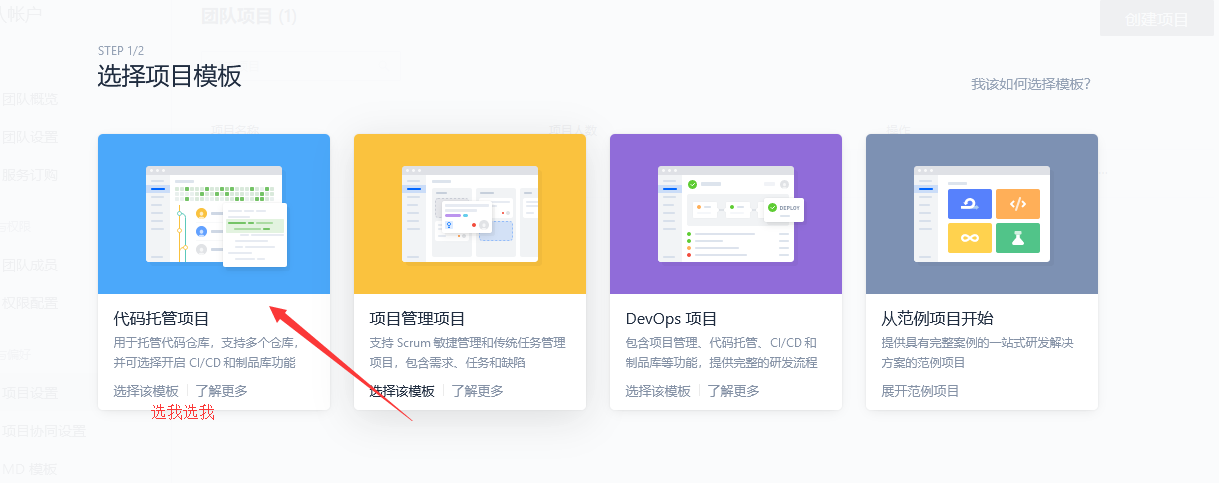 团队项目 (1)
创建项目
STEP 1/2
选择项目模板
我该如何选择模板?
团队概览
团队设置
服务订购
团队成员
权限配置
项目设置
项目协同设置
MD 模板
项目名称
项目人数
DEPLOY
代码托管项目
用于托管代码仓库，支持多个仓库，
并可选择开启 CI/CD 和制品库功能
选择该模板
了解更多
选我选我
项目管理项目
支持 Scrum 敏捷管理和传统任务管理
项目，包含需求、任务和缺陷
选择该模板
了解更多
DevOps 项目
包含项目管理、代码托管、CI/CD 和
制品库等功能，提供完整的研发流程
选择该模板
了解更多
从范例项目开始
提供具有完整案例的一站式研发解决
方案的范例项目
展开范例项目